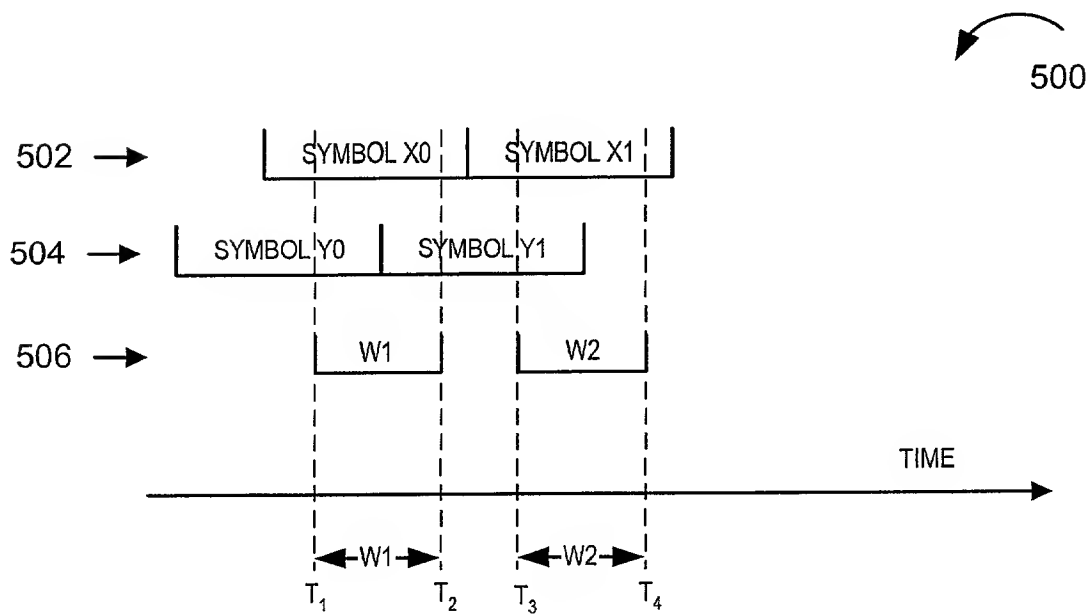 500
502 SYMBOL X0 SYMBOL X1
504 SYMBOL Y0 SYMBOL Y1
506 W1 W2
TIME
W1 W2
T1 T2 T3 T4